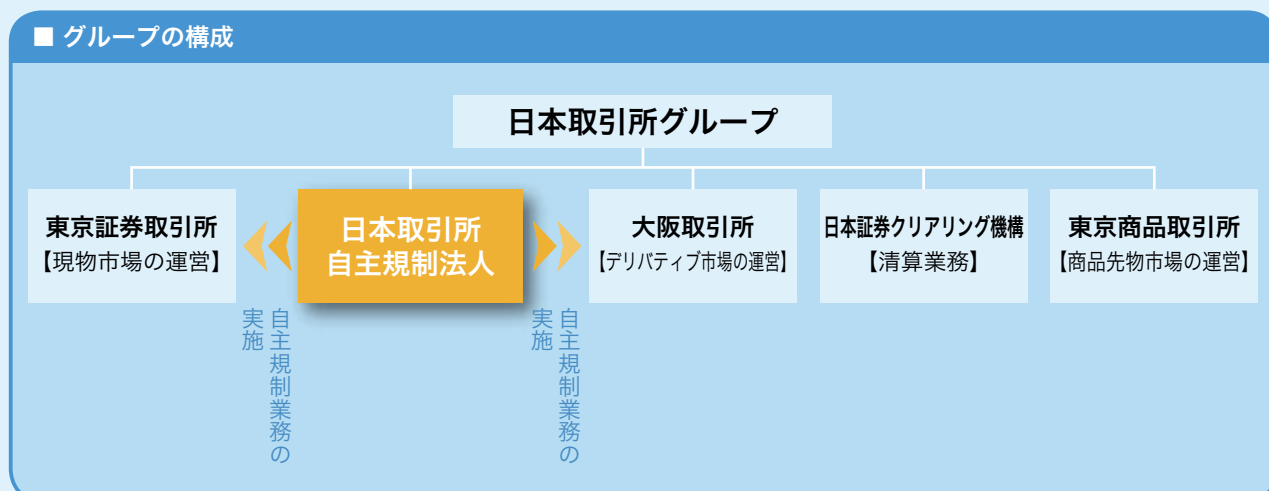 ■ グループの構成
日本取引所グループ
東京証券取引所
【現物市場の運営】
日本取引所
自主規制法人
大阪取引所
【デリバティブ市場の運営】
日本証券クリアリング機構
【清算業務】
東京商品取引所
【商品先物市場の運営】
自主規制業務の
実施
自主規制業務の
実施